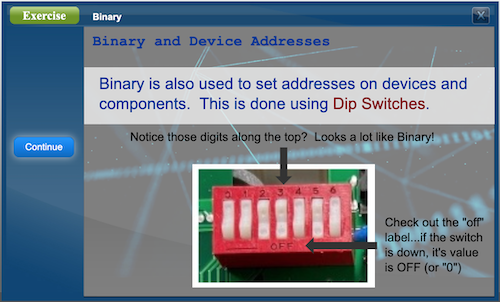 Exercise
Binary
X
Binary and Device Addresses
Binary is also used to set addresses on devices and
components. This is done using Dip Switches.
Continue
Notice those digits along the top? Looks a lot like Binary!
0 1 2 3 4 5 6
OFF
Check out the "off"
label...if the switch
is down, it's value
is OFF (or "0")